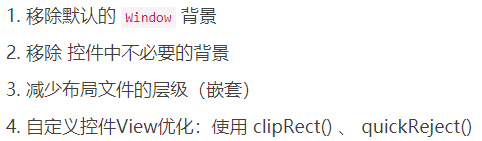 1. 移除默认的 Window 背景
2. 移除 控件中不必要的背景
3. 减少布局文件的层级（嵌套）
4. 自定义控件View优化：使用 clipRect() 、 quickReject()